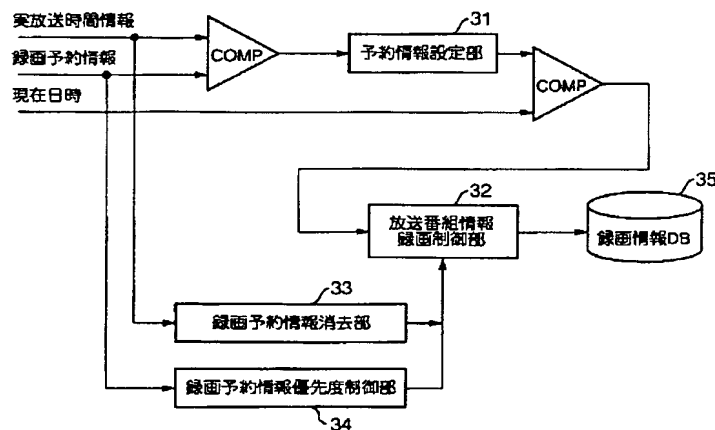 実放送時間情報
録画予約情報
現在日時
COMP
31
予約情報設定部
COMP
32
放送番組情報
録画制御部
35
録画情報DB
33
録画予約情報消去部
録画予約情報優先度制御部
34